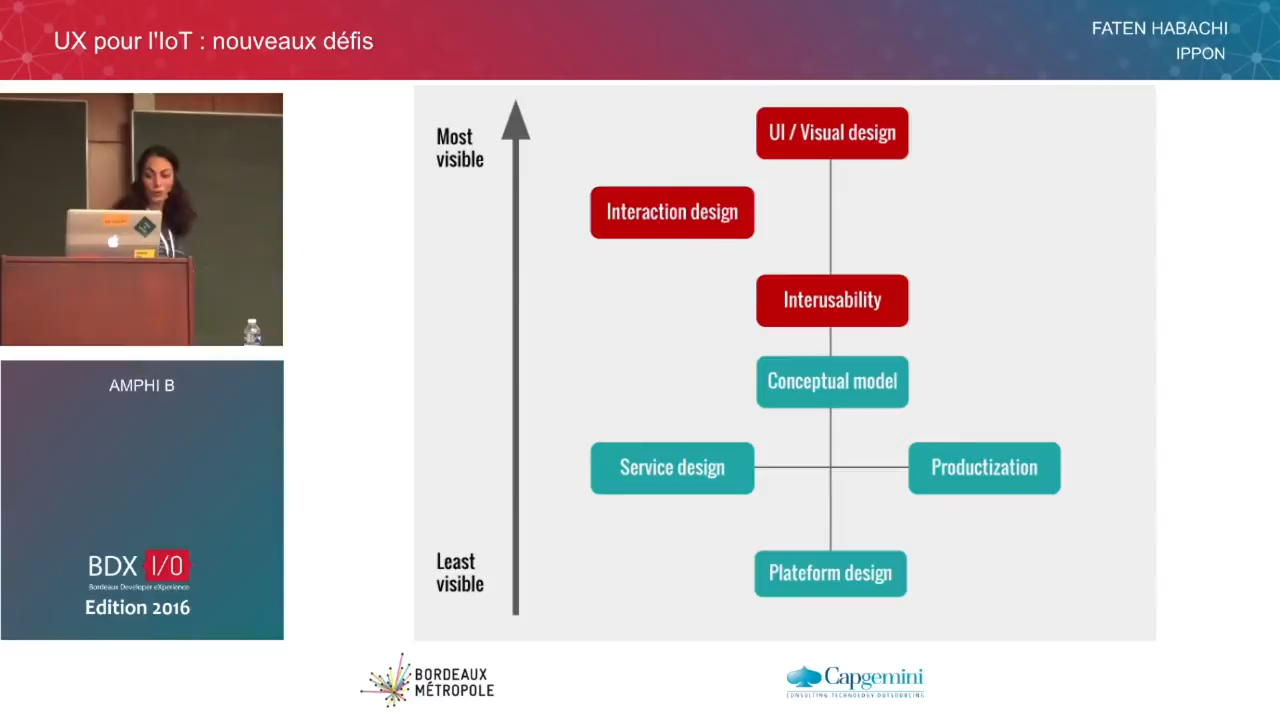 UX pour l'IoT : nouveaux défis
FATEN HABACHI
IPPON
Most
visible
UI / Visual design
Interaction design
Interusability
Conceptual model
Service design
Productization
Least
visible
Plateform design
AMPHI B
BDX I/O
Bordeaux Developer eXperience
Edition 2016
BORDEAUX
MÉTROPOLE
Capgemini
CONSULTING.TECHNOLOGY.OUTSOURCING